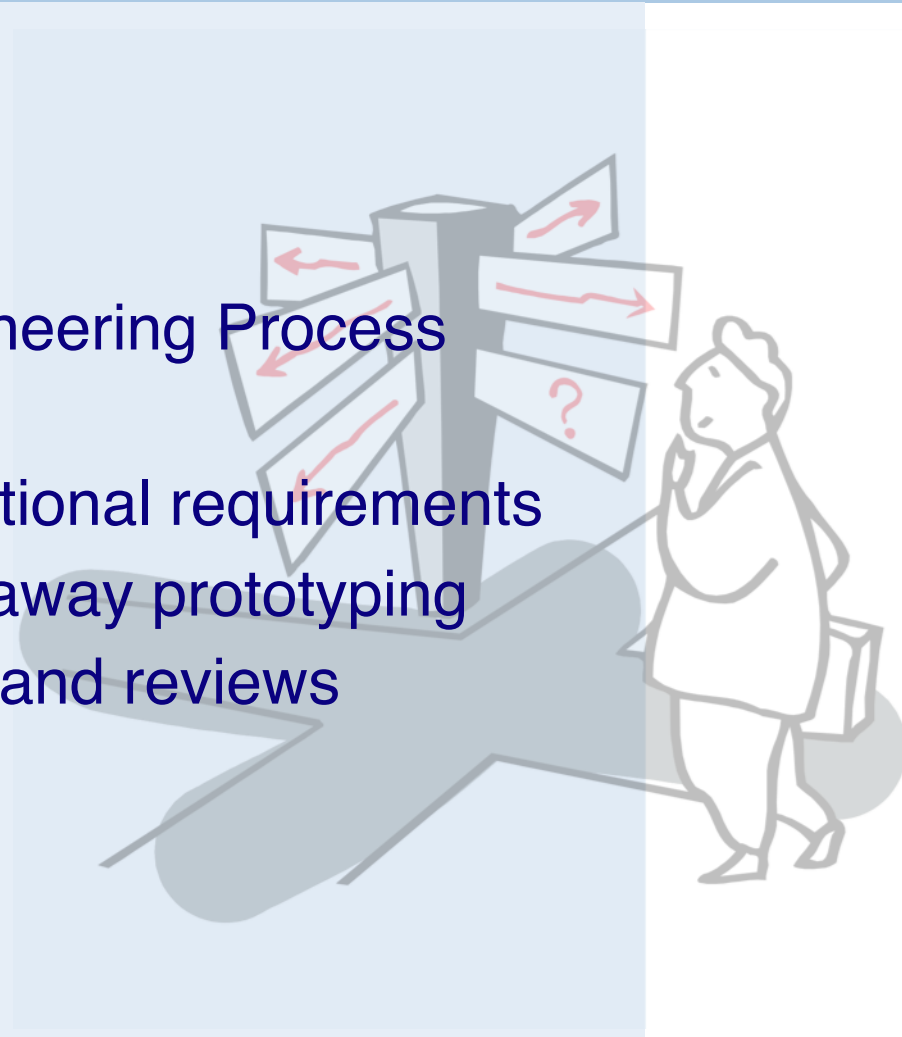 neering Process
?
tional requirements
away prototyping
and reviews